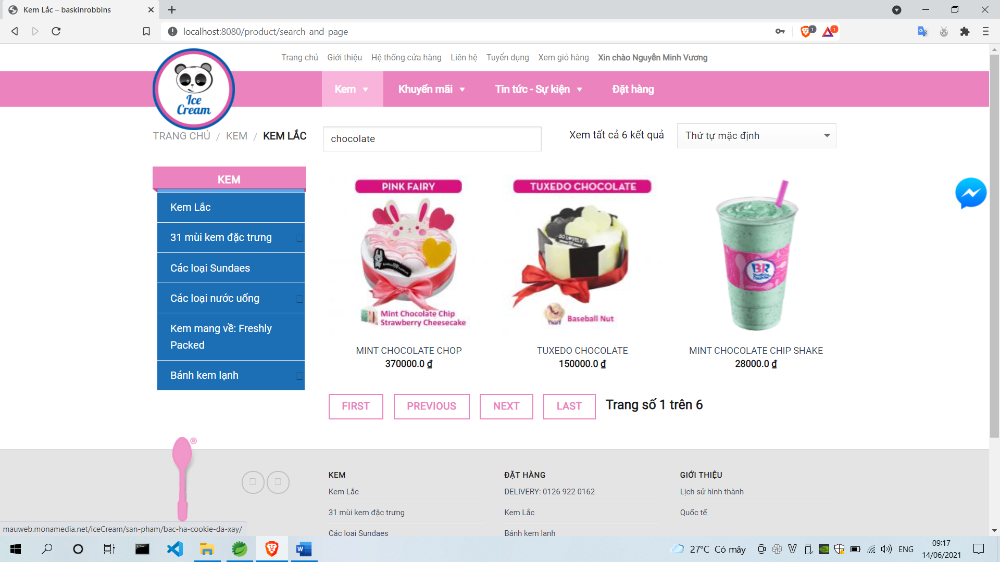 Kem Lắc – baskinrobbins
localhost:8080/product/search-and-page
1
1
Trang chủ Giới thiệu Hệ thống cửa hàng Liên hệ Tuyển dụng Xem giỏ hàng Xin chào Nguyễn Minh Vương
Ice
Cream
Kem Khuyến mãi Tin tức - Sự kiện Đặt hàng
TRANG CHỦ / KEM / KEM LẮC
chocolate
Xem tất cả 6 kết quả
Thứ tự mặc định
KEM
Kem Lắc
31 mùi kem đặc trưng
Các loại Sundaes
Các loại nước uống
Kem mang về: Freshly
Packed
Bánh kem lạnh
PINK FAIRY
Mint Chocolate Chip
Strawberry Cheesecake
MINT CHOCOLATE CHOP
370000.0 ₫
TUXEDO CHOCOLATE
SO LOVELY!
Baseball Nut
TUXEDO CHOCOLATE
150000.0 ₫
BR
MINT CHOCOLATE CHIP SHAKE
28000.0 ₫
FIRST PREVIOUS NEXT LAST Trang số 1 trên 6
®
KEM
Kem Lắc
31 mùi kem đặc trưng
Các loại Sundaes
ĐẶT HÀNG
DELIVERY: 0126 922 0162
Kem Lắc
Bánh kem lạnh
GIỚI THIỆU
Lịch sử hình thành
Quốc tế
mauweb.monamedia.net/iceCream/san-pham/bac-ha-cookie-da-xay/
27°C Có mây
ENG
09:17
14/06/2021